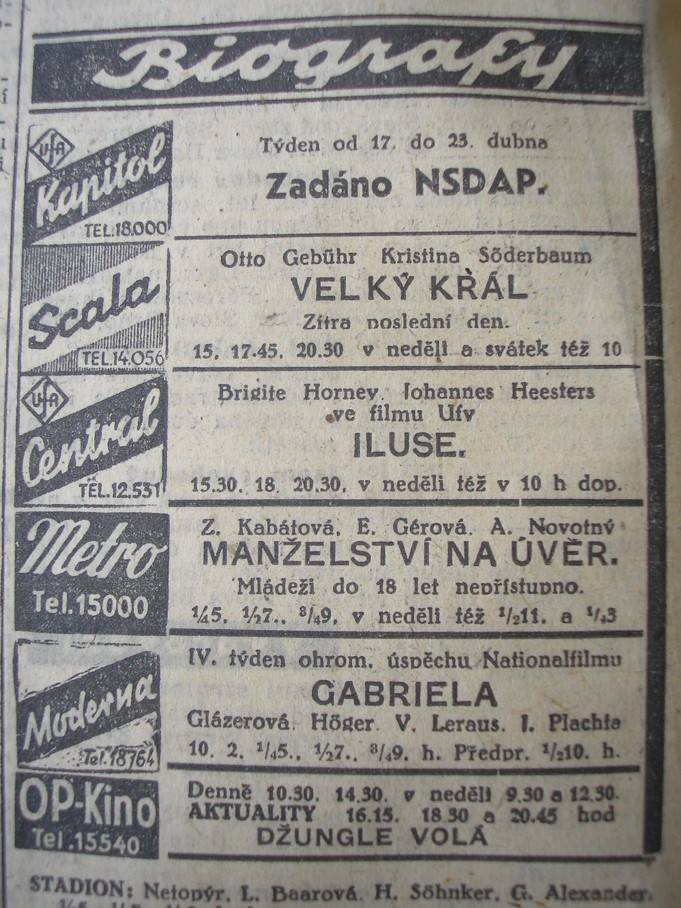 Biografy
UFA
Kapitol
TEL.18.000
Týden od 17. do 23. dubna
Zadáno NSDAP.
Scala
TEL.14.056
Otto Gebühr Kristina Söderbaum
VELKÝ KRÁL
Zítra poslední den.
15, 17.45, 20.30 v neděli a svátek též 10
UFA
Central
TEL.12.531
Brigite Horney, Johannes Heesters
ve filmu Ufy
ILUSE.
15.30, 18, 20.30, v neděli též v 10 h dop.
Metro
Tel.15000
Z. Kabátová, E. Gérová, A. Novotný
MANŽELSTVÍ NA ÚVĚR.
Mládeži do 18 let nepřístupno.
¼5, ½7., ¾9, v neděli též ½11. a ¼3
Moderna
Tel.18764
IV. týden ohrom. úspěchu Nationalfilmu
GABRIELA
Glázerová, Höger, V. Leraus, J. Plachta
10, 2, ¼5., ½7., ¾9. h. Předpr. ½10. h.
OP-Kino
Tel.15540
Denně 10.30, 14.30, v neděli 9.30 a 12.30.
AKTUALITY 16.15, 18.30 a 20.45 hod
DŽUNGLE VOLÁ
STADION: Netopýr, L. Baarová, H. Söhnker, G. Alexander,